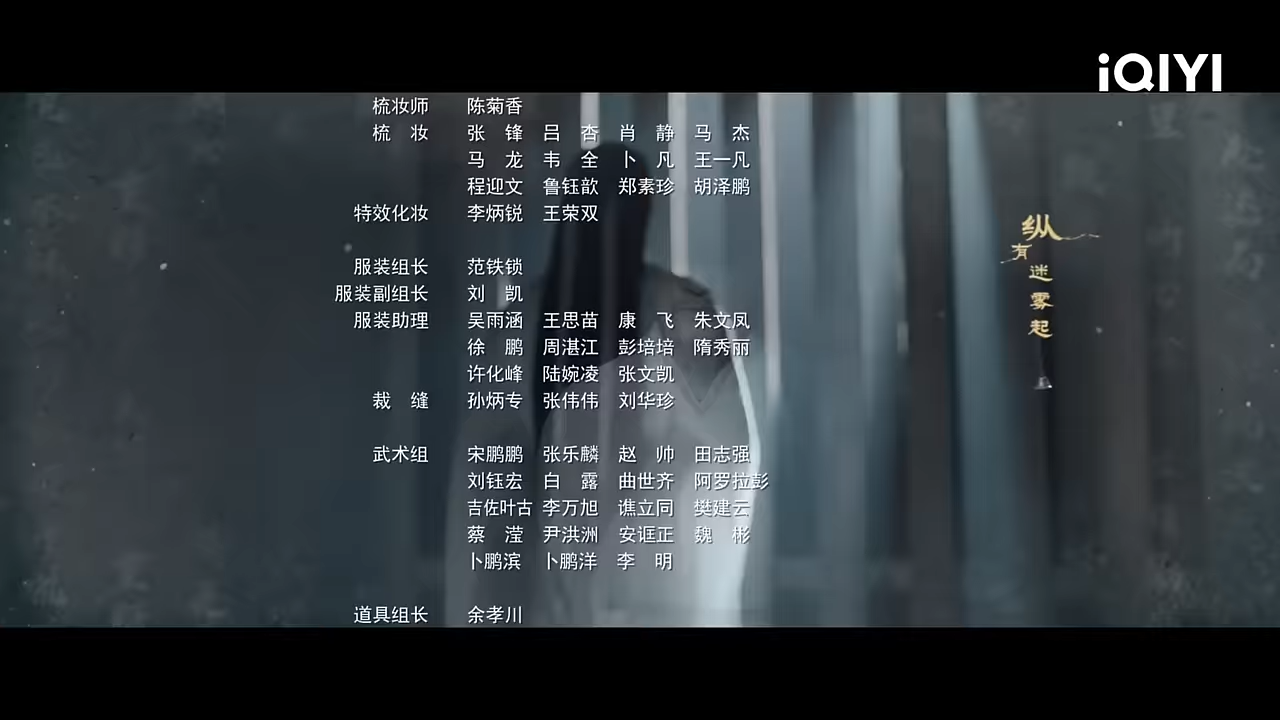 iQIYI
梳妆师 陈菊香
梳 妆 张 锋 吕 杏 肖 静 马 杰
马 龙 韦 全 卜 凡 王一凡
程迎文 鲁钰歆 郑素珍 胡泽鹏
特效化妆 李炳锐 王荣双
服装组长 范铁锁
服装副组长 刘 凯
服装助理 吴雨涵 王思苗 康 飞 朱文凤
徐 鹏 周湛江 彭培培 隋秀丽
许化峰 陆婉凌 张文凯
裁 缝 孙炳专 张伟伟 刘华珍
武术组 宋鹏鹏 张乐麟 赵 帅 田志强
刘钰宏 白 露 曲世齐 阿罗拉彭
吉佐叶古 李万旭 谯立同 樊建云
蔡 滢 尹洪洲 安诓正 魏 彬
卜鹏滨 卜鹏洋 李 明
道具组长 余孝川
纵有迷雾起